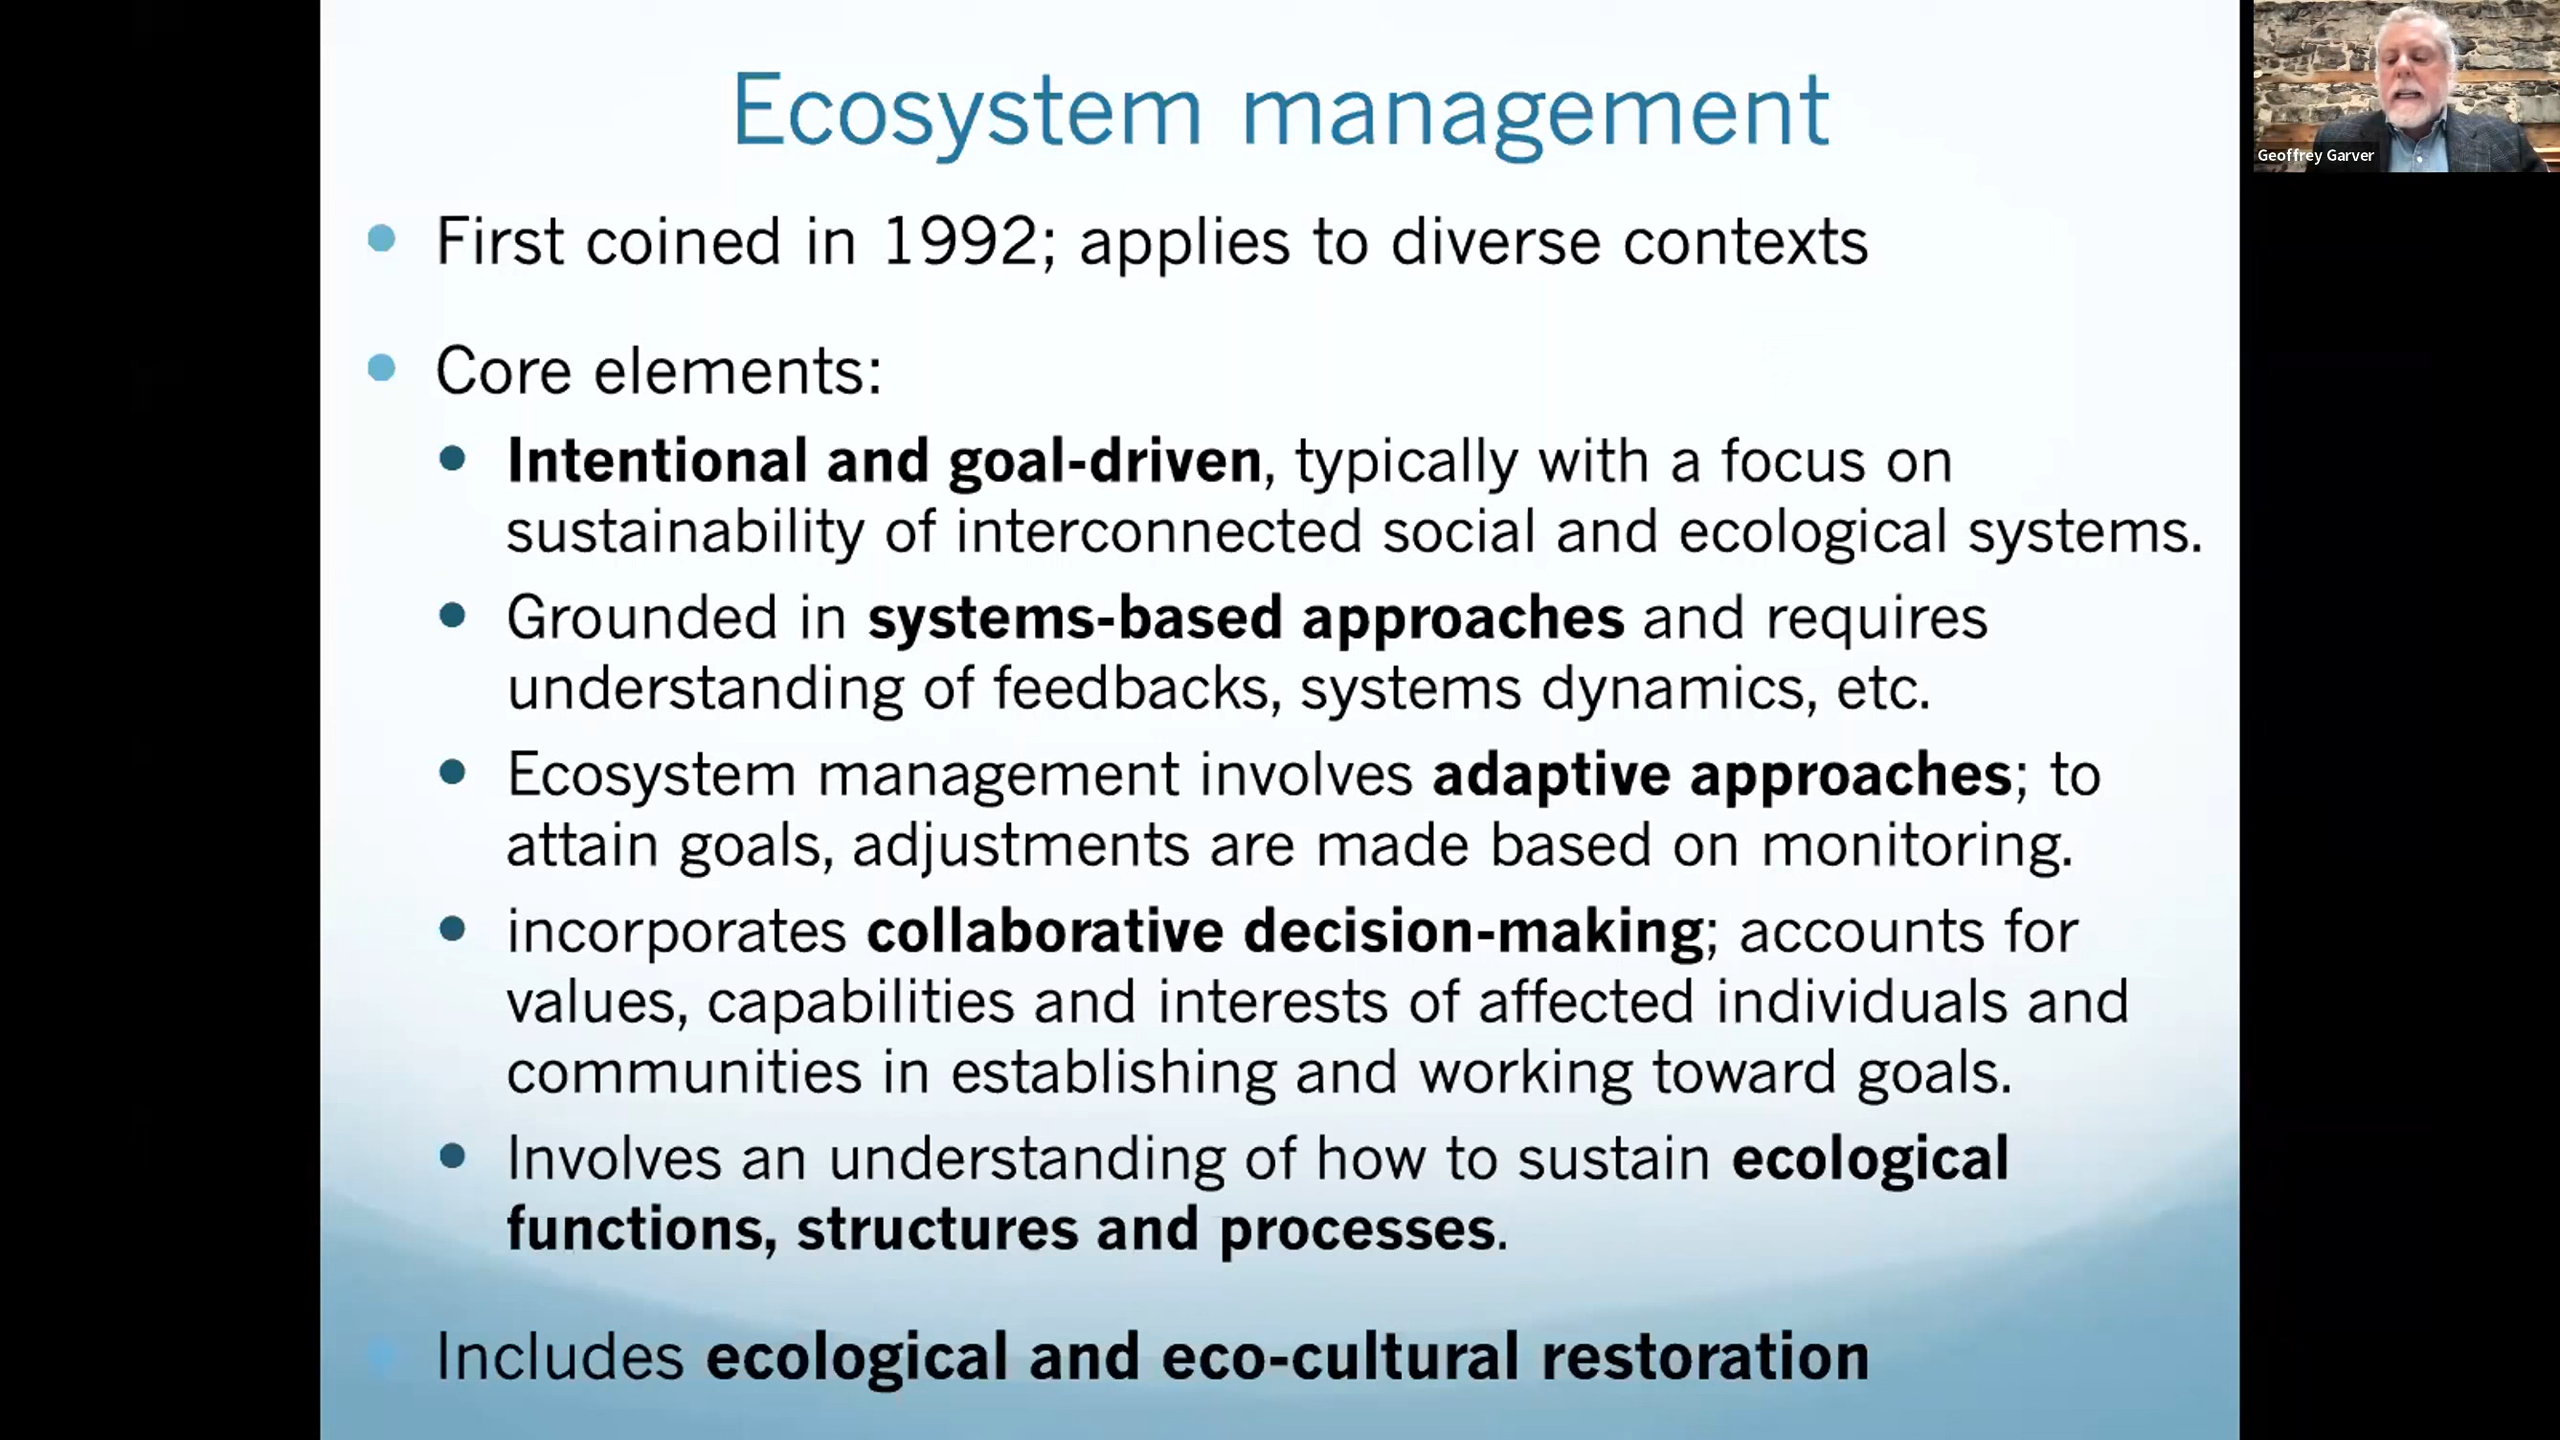 Ecosystem management
Geoffrey Garver
First coined in 1992; applies to diverse contexts
Core elements:
Intentional and goal-driven, typically with a focus on
sustainability of interconnected social and ecological systems.
Grounded in systems-based approaches and requires
understanding of feedbacks, systems dynamics, etc.
Ecosystem management involves adaptive approaches; to
attain goals, adjustments are made based on monitoring.
incorporates collaborative decision-making; accounts for
values, capabilities and interests of affected individuals and
communities in establishing and working toward goals.
Involves an understanding of how to sustain ecological
functions, structures and processes.
Includes ecological and eco-cultural restoration